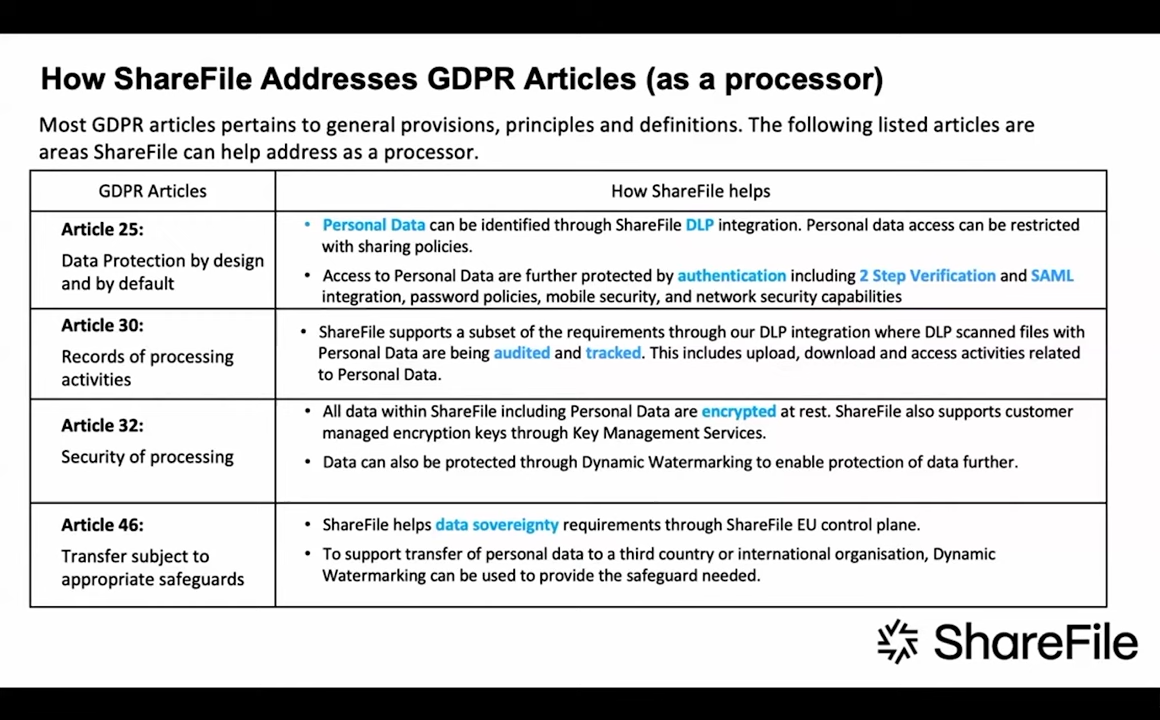 How ShareFile Addresses GDPR Articles (as a processor)
Most GDPR articles pertains to general provisions, principles and definitions. The following listed articles are
areas ShareFile can help address as a processor.
GDPR Articles
How ShareFile helps
Article 25:
Data Protection by design
and by default
• Personal Data can be identified through ShareFile DLP integration. Personal data access can be restricted
with sharing policies.
• Access to Personal Data are further protected by authentication including 2 Step Verification and SAML
integration, password policies, mobile security, and network security capabilities
Article 30:
Records of processing
activities
• ShareFile supports a subset of the requirements through our DLP integration where DLP scanned files with
Personal Data are being audited and tracked. This includes upload, download and access activities related
to Personal Data.
Article 32:
Security of processing
• All data within ShareFile including Personal Data are encrypted at rest. ShareFile also supports customer
managed encryption keys through Key Management Services.
• Data can also be protected through Dynamic Watermarking to enable protection of data further.
Article 46:
Transfer subject to
appropriate safeguards
• ShareFile helps data sovereignty requirements through ShareFile EU control plane.
• To support transfer of personal data to a third country or international organisation, Dynamic
Watermarking can be used to provide the safeguard needed.
ShareFile